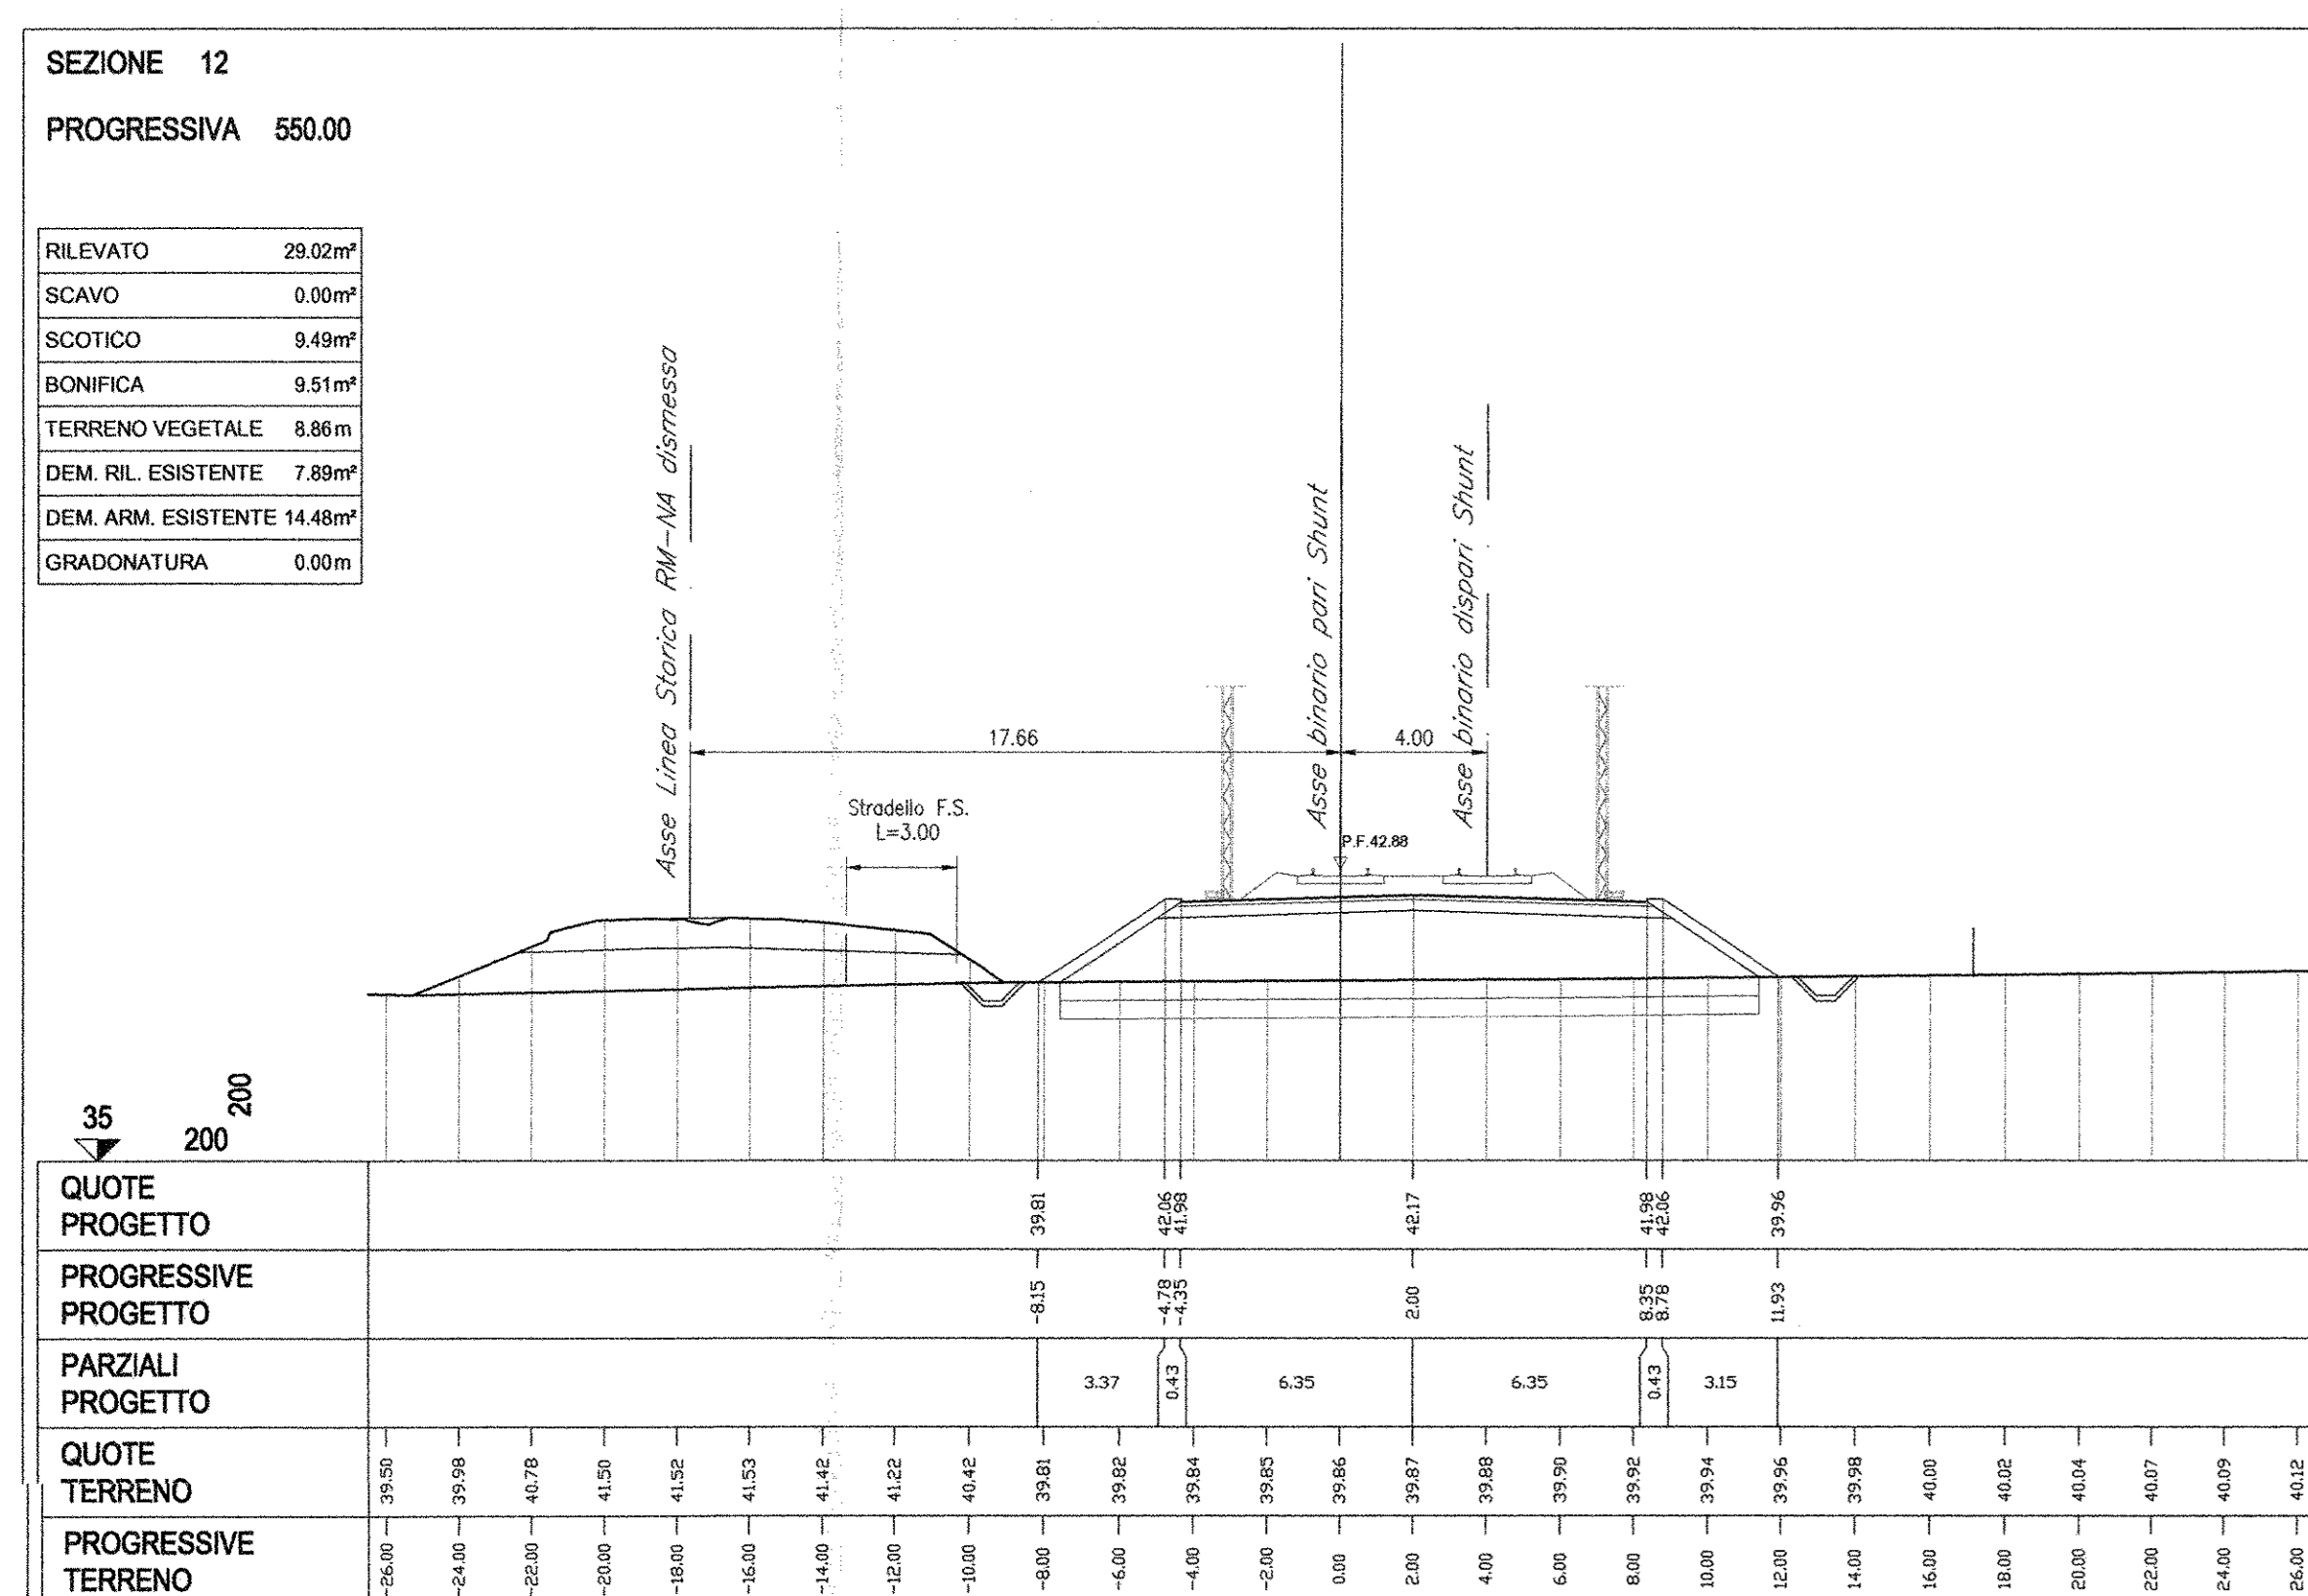 SEZIONE 12
PROGRESSIVA 550.00
RILEVATO 29.02m²
SCAVO 0.00m²
SCOTICO 9.49m²
BONIFICA 9.51m²
TERRENO VEGETALE 8.86m
DEM. RIL. ESISTENTE 7.89m²
DEM. ARM. ESISTENTE 14.48m²
GRADONATURA 0.00m
Asse Linea Storica RM-NA dismessa
Asse binario pari Shunt
Asse binario dispari Shunt
17.66
4.00
Stradello F.S.
L=3.00
P.F.42.88
35
200
200
QUOTE
PROGETTO
39.81 42.06 41.98 42.17 41.98 42.06 39.96
PROGRESSIVE
PROGETTO
-8.15 -4.78 -4.35 2.00 8.35 8.78 11.93
PARZIALI
PROGETTO
3.37 0.43 6.35 6.35 0.43 3.15
QUOTE
TERRENO
39.50 39.98 40.78 41.50 41.52 41.53 41.42 41.22 40.42 39.81 39.82 39.84 39.85 39.86 39.87 39.88 39.90 39.92 39.94 39.96 39.98 40.00 40.02 40.04 40.07 40.09 40.12
PROGRESSIVE
TERRENO
-26.00 -24.00 -22.00 -20.00 -18.00 -16.00 -14.00 -12.00 -10.00 -8.00 -6.00 -4.00 -2.00 0.00 2.00 4.00 6.00 8.00 10.00 12.00 14.00 16.00 18.00 20.00 22.00 24.00 26.00